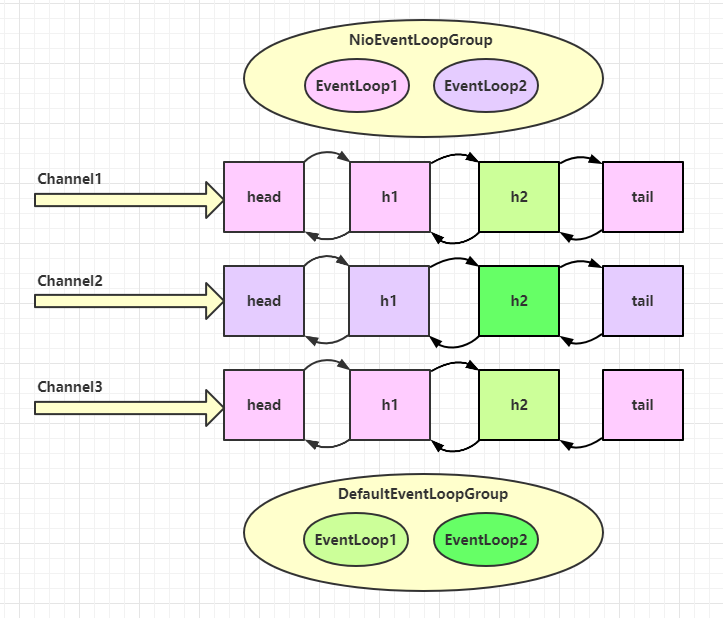 NioEventLoopGroup
EventLoop1 EventLoop2
Channel1
head h1 h2 tail
Channel2
head h1 h2 tail
Channel3
head h1 h2 tail
DefaultEventLoopGroup
EventLoop1 EventLoop2